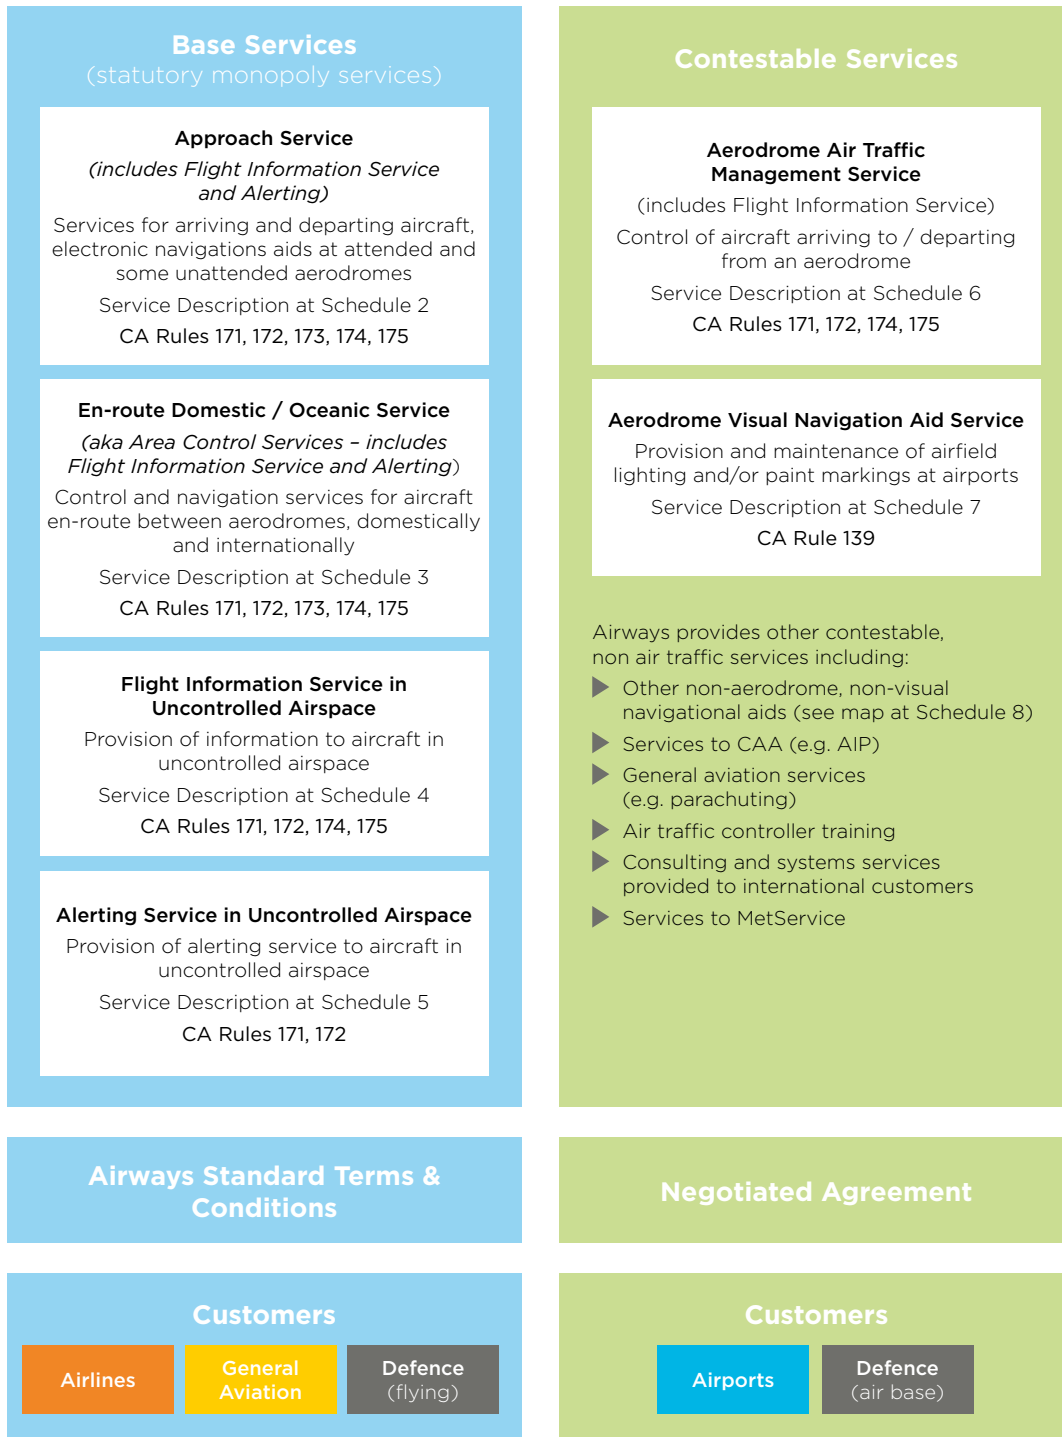 Base Services
(statutory monopoly services)
Approach Service
(includes Flight Information Service
and Alerting)
Services for arriving and departing aircraft,
electronic navigations aids at attended and
some unattended aerodromes
Service Description at Schedule 2
CA Rules 171, 172, 173, 174, 175
En-route Domestic / Oceanic Service
(aka Area Control Services – includes
Flight Information Service and Alerting)
Control and navigation services for aircraft
en-route between aerodromes, domestically
and internationally
Service Description at Schedule 3
CA Rules 171, 172, 173, 174, 175
Flight Information Service in
Uncontrolled Airspace
Provision of information to aircraft in
uncontrolled airspace
Service Description at Schedule 4
CA Rules 171, 172, 174, 175
Alerting Service in Uncontrolled Airspace
Provision of alerting service to aircraft in
uncontrolled airspace
Service Description at Schedule 5
CA Rules 171, 172
Airways Standard Terms &
Conditions
Customers
Airlines
General
Aviation
Defence
(flying)
Contestable Services
Aerodrome Air Traffic
Management Service
(includes Flight Information Service)
Control of aircraft arriving to / departing
from an aerodrome
Service Description at Schedule 6
CA Rules 171, 172, 174, 175
Aerodrome Visual Navigation Aid Service
Provision and maintenance of airfield
lighting and/or paint markings at airports
Service Description at Schedule 7
CA Rule 139
Airways provides other contestable,
non air traffic services including:
Other non-aerodrome, non-visual
navigational aids (see map at Schedule 8)
Services to CAA (e.g. AIP)
General aviation services
(e.g. parachuting)
Air traffic controller training
Consulting and systems services
provided to international customers
Services to MetService
Negotiated Agreement
Customers
Airports
Defence
(air base)